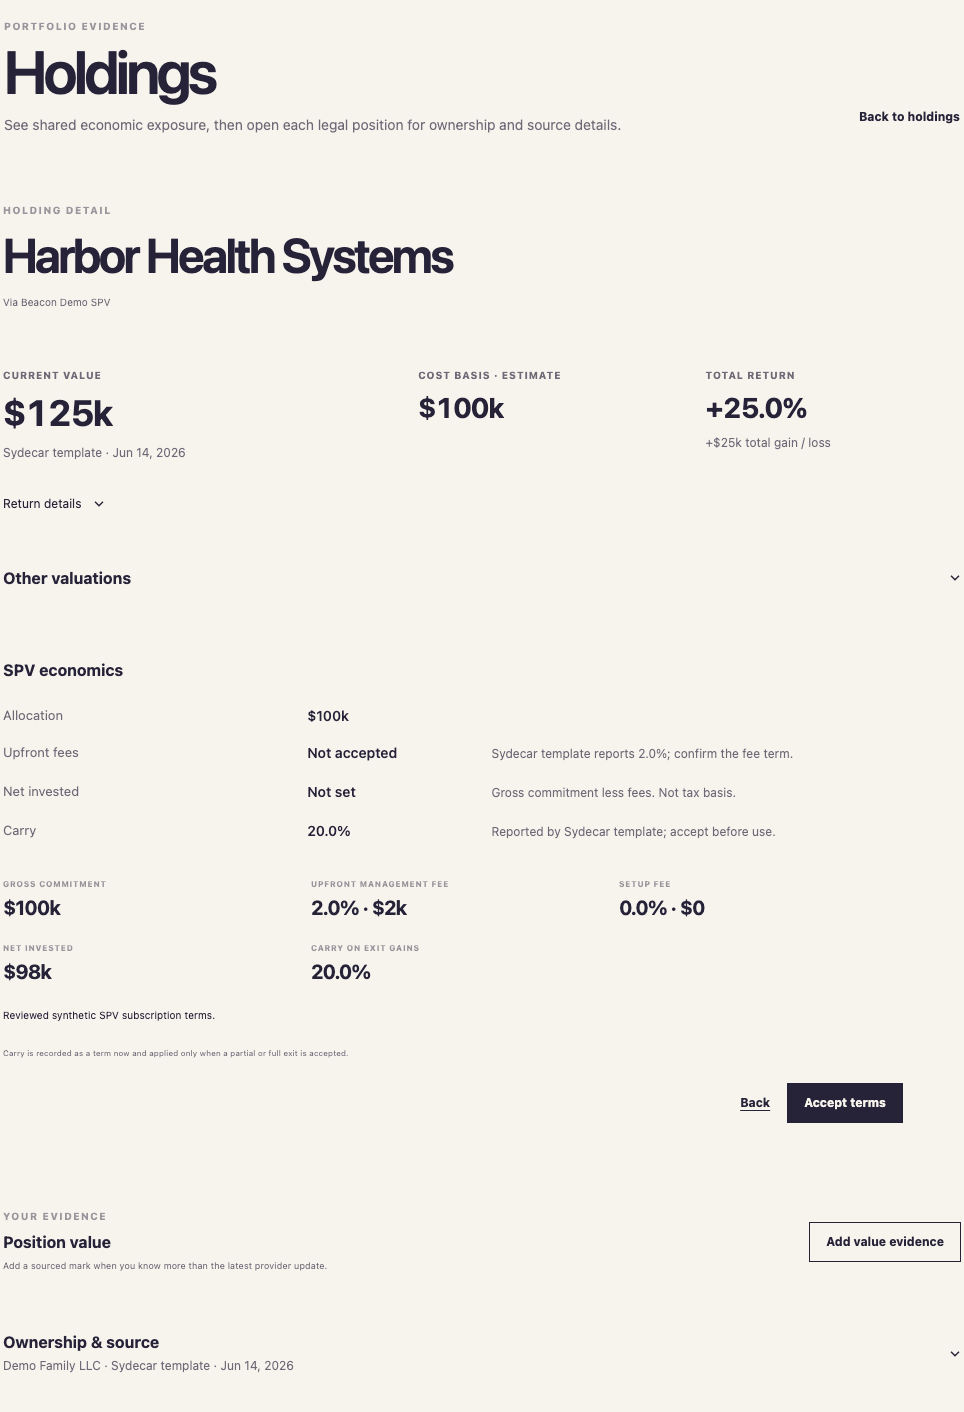 PORTFOLIO EVIDENCE
Holdings
See shared economic exposure, then open each legal position for ownership and source details.
Back to holdings
HOLDING DETAIL
Harbor Health Systems
Via Beacon Demo SPV
CURRENT VALUE
$125k
Sydecar template · Jun 14, 2026
COST BASIS · ESTIMATE
$100k
TOTAL RETURN
+25.0%
+$25k total gain / loss
Return details
Other valuations
SPV economics
Allocation $100k
Upfront fees Not accepted Sydecar template reports 2.0%; confirm the fee term.
Net invested Not set Gross commitment less fees. Not tax basis.
Carry 20.0% Reported by Sydecar template; accept before use.
GROSS COMMITMENT
$100k
UPFRONT MANAGEMENT FEE
2.0% · $2k
SETUP FEE
0.0% · $0
NET INVESTED
$98k
CARRY ON EXIT GAINS
20.0%
Reviewed synthetic SPV subscription terms.
Carry is recorded as a term now and applied only when a partial or full exit is accepted.
Back
Accept terms
YOUR EVIDENCE
Position value
Add a sourced mark when you know more than the latest provider update.
Add value evidence
Ownership & source
Demo Family LLC · Sydecar template · Jun 14, 2026